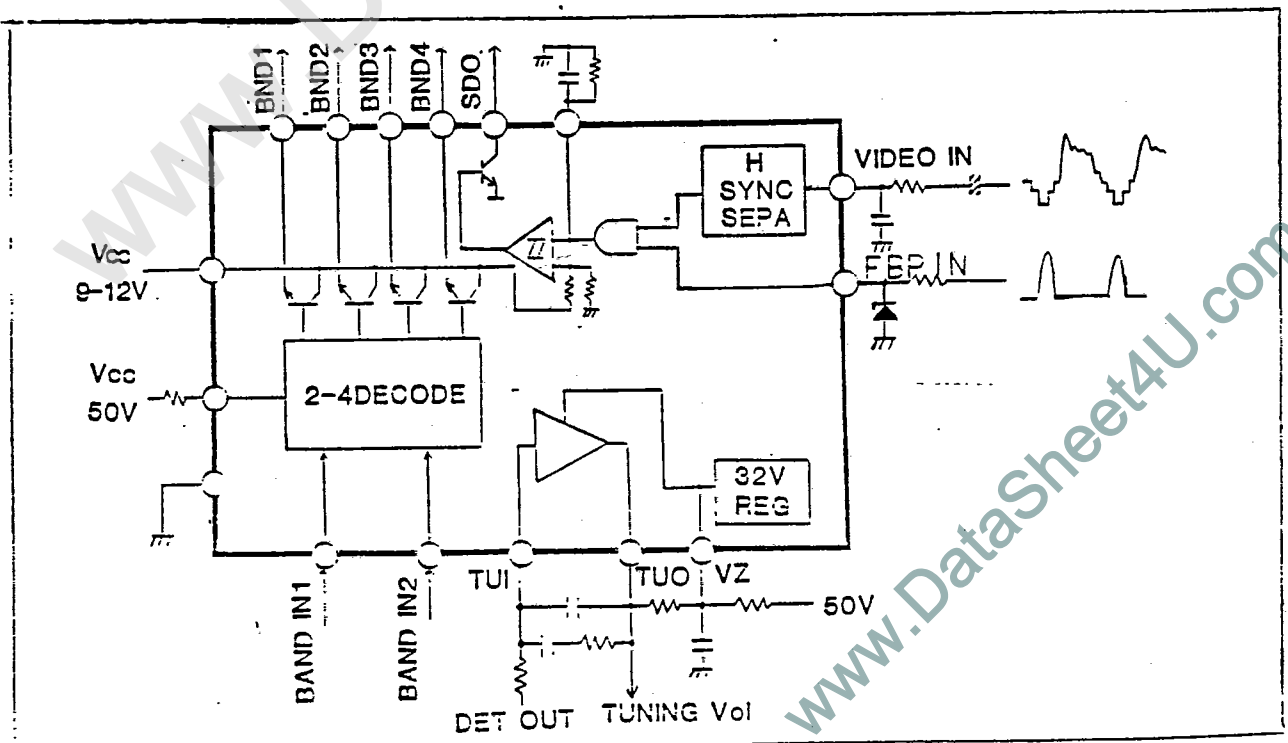 BND1
BND2
BND3
BND4
SDO
H
SYNC
SEPA
VIDEO IN
FBP IN
Vcc
9-12V
Vcc
50V
2-4DECODE
32V
REG
BAND IN1
BAND IN2
TUI
TUO
VZ
50V
DET OUT
TUNING Vol
www.DataSheet4U.com
www.D